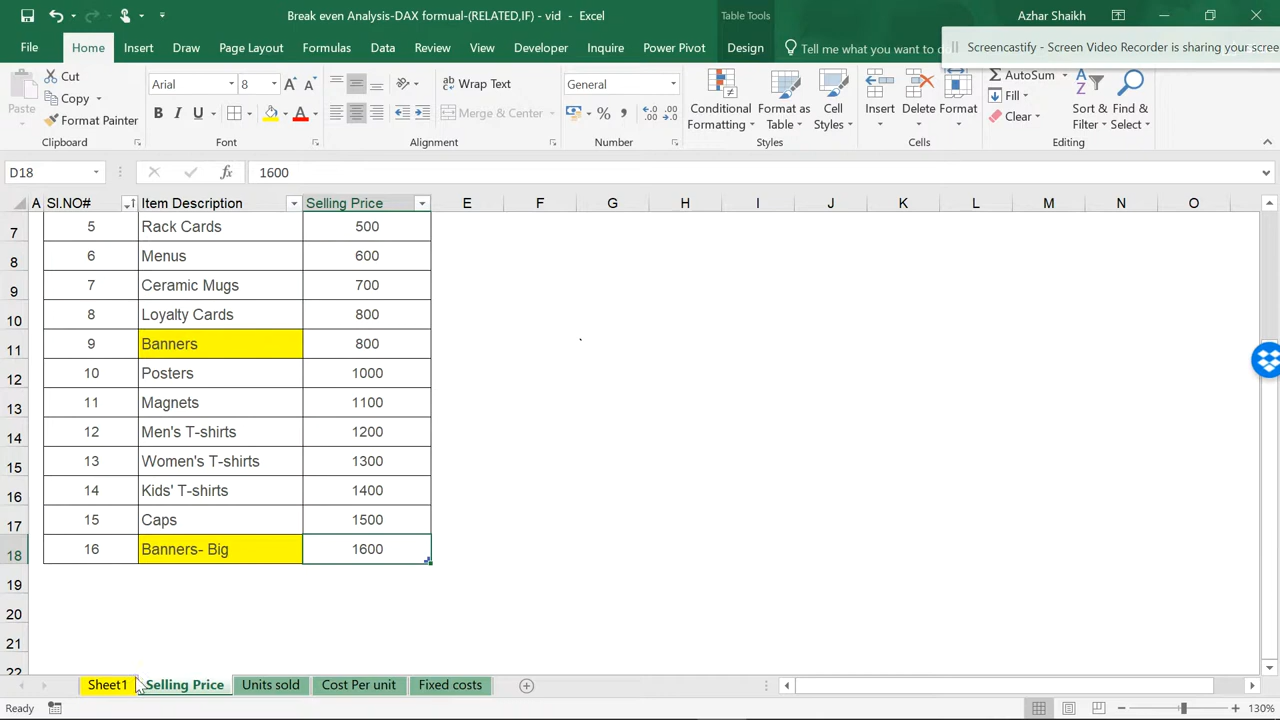 Break even Analysis-DAX formual-(RELATED,IF) - vid - Excel
Table Tools
Azhar Shaikh
File Home Insert Draw Page Layout Formulas Data Review View Developer Inquire Power Pivot Design Tell me what you want to
Screencastify - Screen Video Recorder is sharing your scree
Paste
Cut
Copy
Format Painter
Clipboard
Arial 8
B I U
Font
Wrap Text
Merge & Center
Alignment
General
Number
Conditional Formatting
Format as Table
Cell Styles
Styles
Insert Delete Format
Cells
AutoSum
Fill
Clear
Sort & Filter
Find & Select
Editing
D18 fx 1600
A Sl.NO# Item Description Selling Price E F G H I J K L M N O
7 5 Rack Cards 500
8 6 Menus 600
9 7 Ceramic Mugs 700
10 8 Loyalty Cards 800
11 9 Banners 800
12 10 Posters 1000
13 11 Magnets 1100
14 12 Men's T-shirts 1200
15 13 Women's T-shirts 1300
16 14 Kids' T-shirts 1400
17 15 Caps 1500
18 16 Banners- Big 1600
19
20
21
22
Sheet1 Selling Price Units sold Cost Per unit Fixed costs
Ready 130%